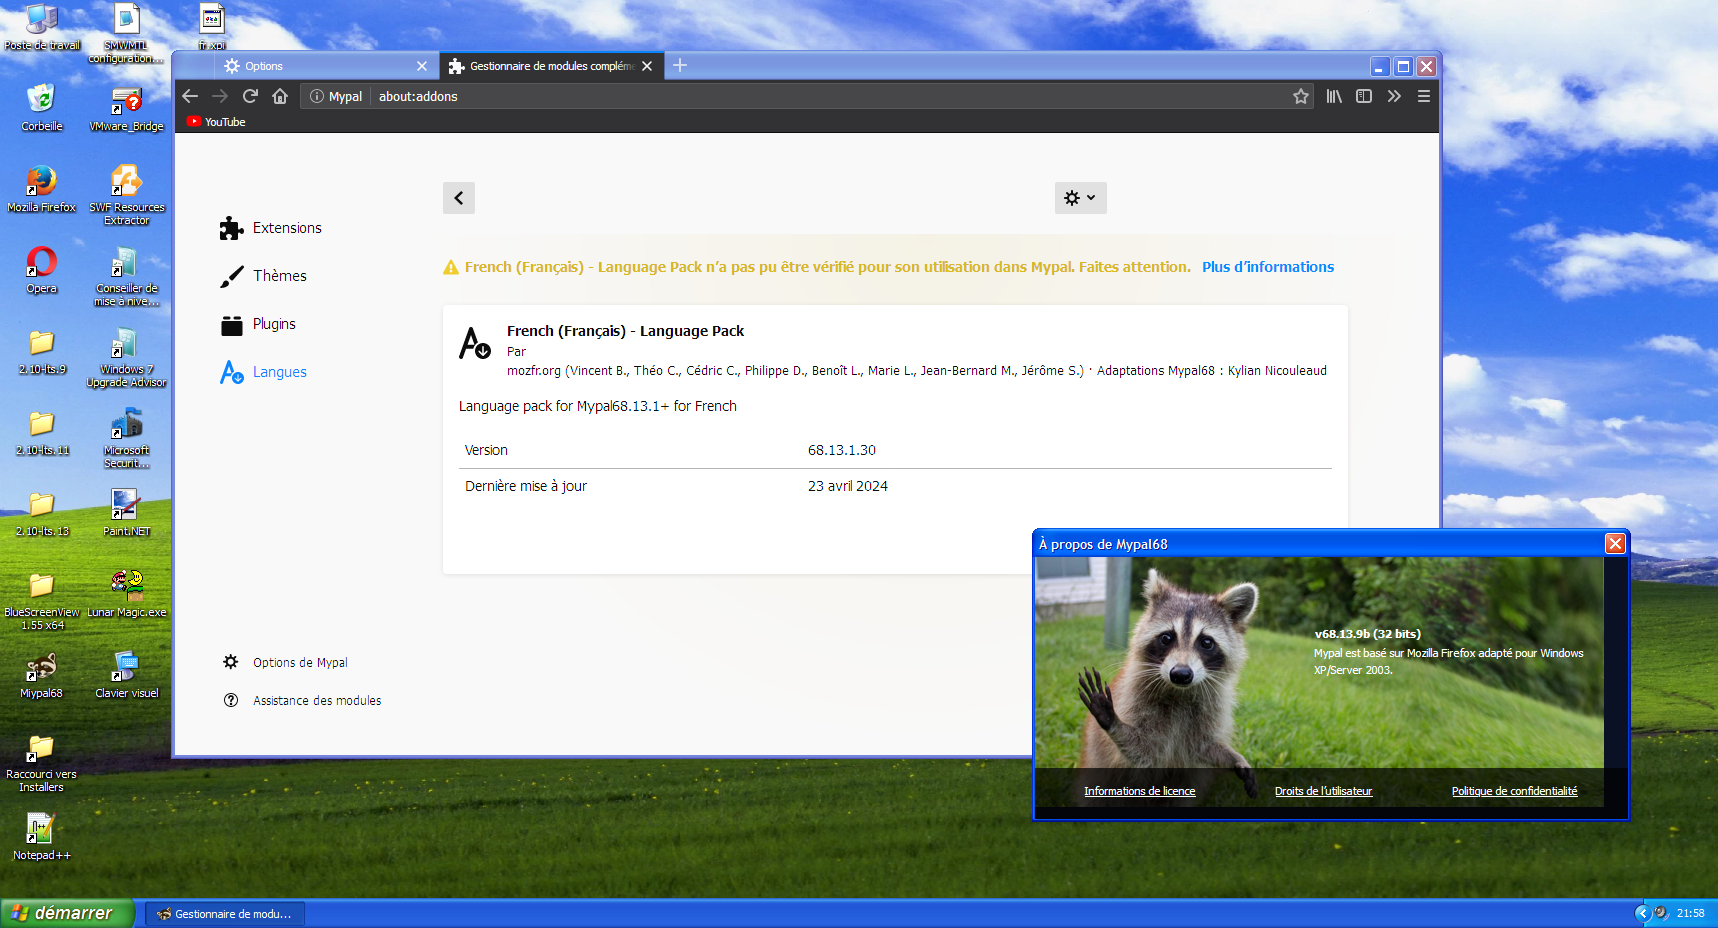 Poste de travail
SMWMTL
configuration...
fr.xpi
Corbeille
VMware_Bridge
Mozilla Firefox
SWF Resources
Extractor
Opera
Conseiller de
mise à nive...
2.10-lts.9
Windows 7
Upgrade Advisor
2.10-lts.11
Microsoft
Securit...
2.10-lts.13
Paint.NET
BlueScreenView
1.55 x64
Lunar Magic.exe
Miypal68
Clavier visuel
Raccourci vers
Installers
Notepad++
Options
Gestionnaire de modules compléme
Mypal
about:addons
YouTube
Extensions
Thèmes
Plugins
Langues
Options de Mypal
Assistance des modules
French (Français) - Language Pack n’a pas pu être vérifié pour son utilisation dans Mypal. Faites attention. Plus d’informations
French (Français) - Language Pack
Par
mozfr.org (Vincent B., Théo C., Cédric C., Philippe D., Benoît L., Marie L., Jean-Bernard M., Jérôme S.) · Adaptations Mypal68 : Kylian Nicouleaud
Language pack for Mypal68.13.1+ for French
Version 68.13.1.30
Dernière mise à jour 23 avril 2024
À propos de Mypal68
v68.13.9b (32 bits)
Mypal est basé sur Mozilla Firefox adapté pour Windows
XP/Server 2003.
Informations de licence
Droits de l’utilisateur
Politique de confidentialité
démarrer
Gestionnaire de modu...
21:58